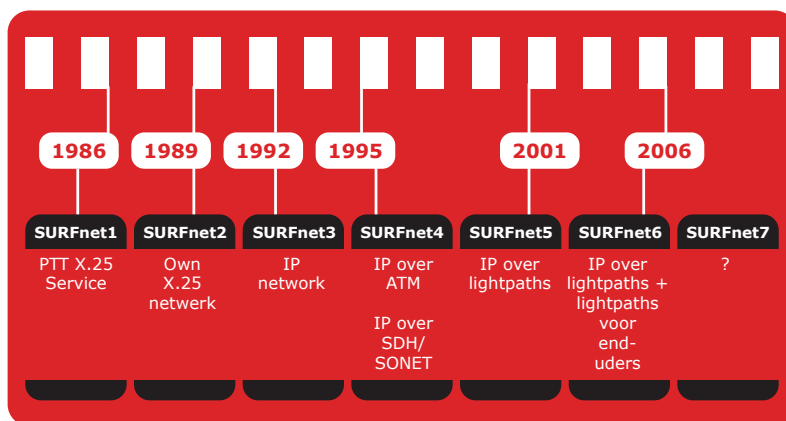 1986
1989
1992
1995
2001
2006
SURFnet1
PTT X.25
Service
SURFnet2
Own
X.25
netwerk
SURFnet3
IP
network
SURFnet4
IP over
ATM
IP over
SDH/
SONET
SURFnet5
IP over
lightpaths
SURFnet6
IP over
lightpaths +
lightpaths
voor
end-
uders
SURFnet7
?